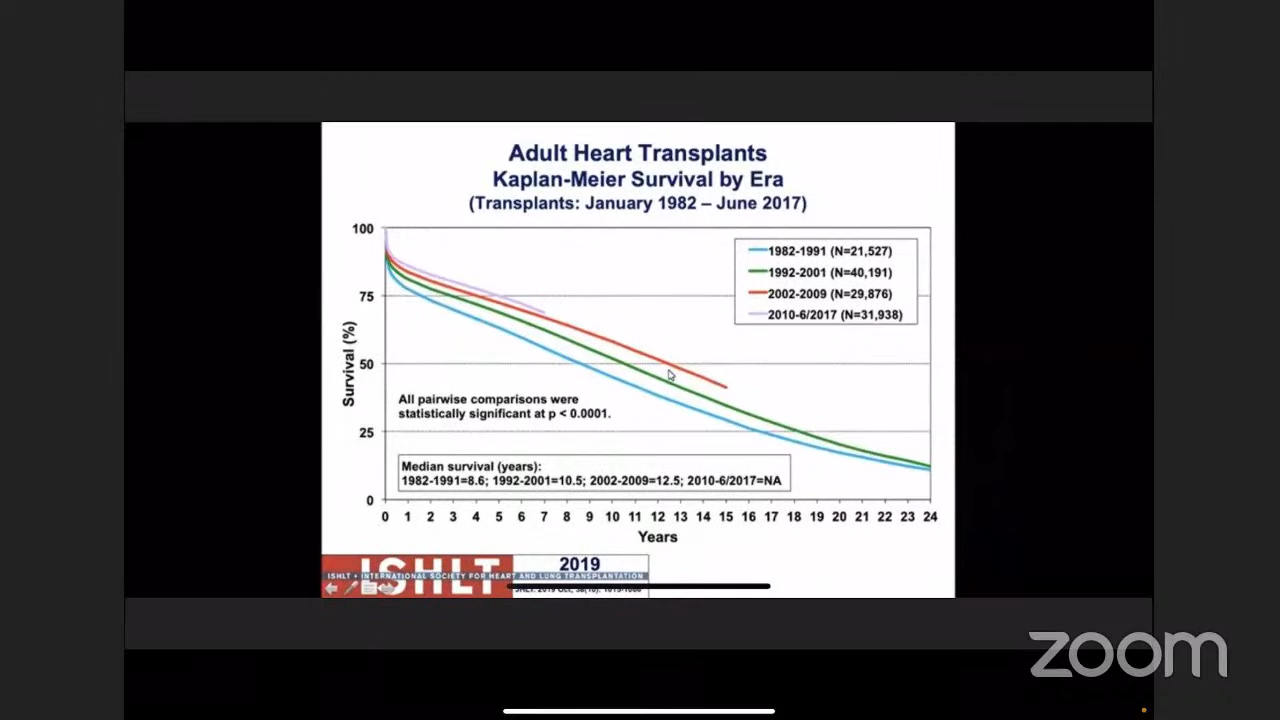 Adult Heart Transplants
Kaplan-Meier Survival by Era
(Transplants: January 1982 – June 2017)
100
75
50
25
0
Survival (%)
1982-1991 (N=21,527)
1992-2001 (N=40,191)
2002-2009 (N=29,876)
2010-6/2017 (N=31,938)
All pairwise comparisons were
statistically significant at p < 0.0001.
Median survival (years):
1982-1991=8.6; 1992-2001=10.5; 2002-2009=12.5; 2010-6/2017=NA
0 1 2 3 4 5 6 7 8 9 10 11 12 13 14 15 16 17 18 19 20 21 22 23 24
Years
ISHLT
2019
ISHLT • INTERNATIONAL SOCIETY FOR HEART AND LUNG TRANSPLANTATION
JHLT. 2019 Oct;
zoom